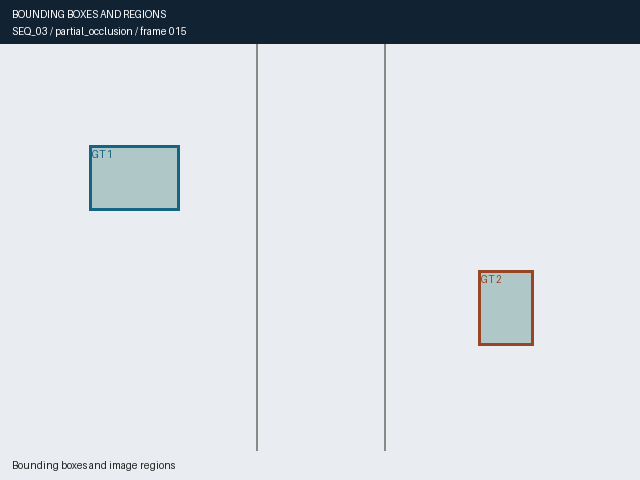 BOUNDING BOXES AND REGIONS
SEQ_03 / partial_occlusion / frame 015
GT1
GT2
Bounding boxes and image regions